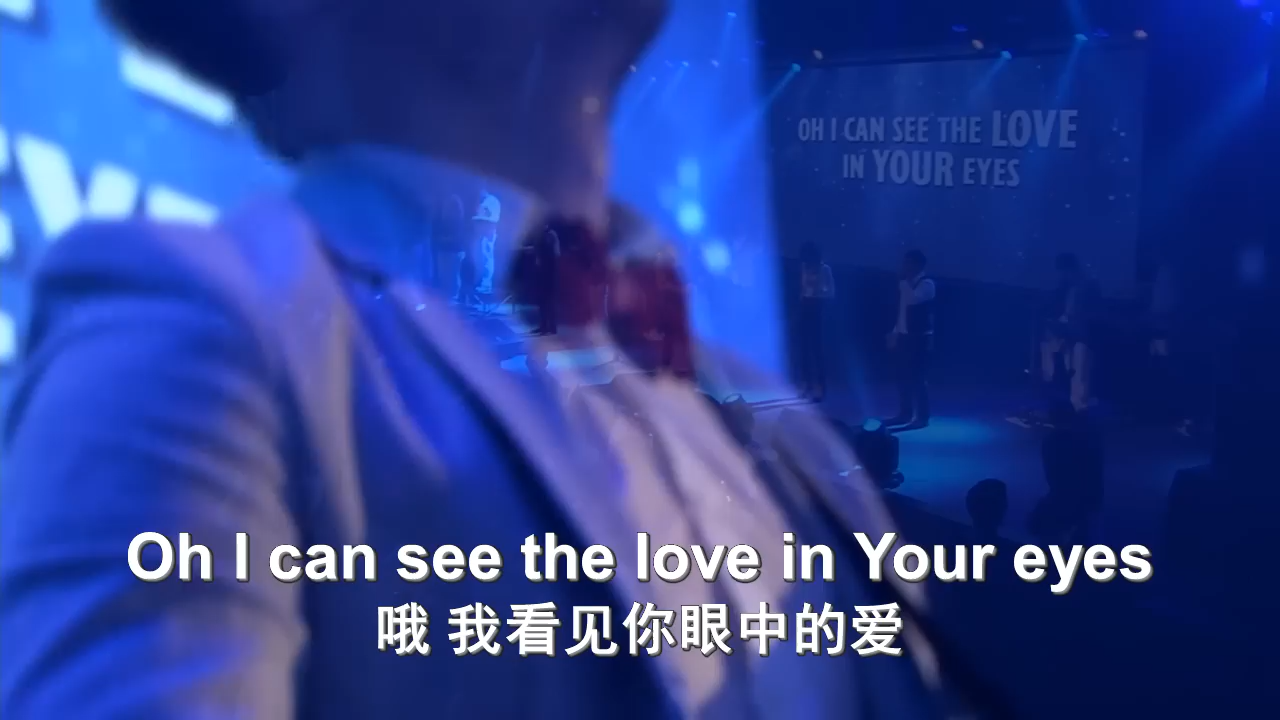 OH I CAN SEE THE LOVE
IN YOUR EYES
Oh I can see the love in Your eyes
哦 我看见你眼中的爱